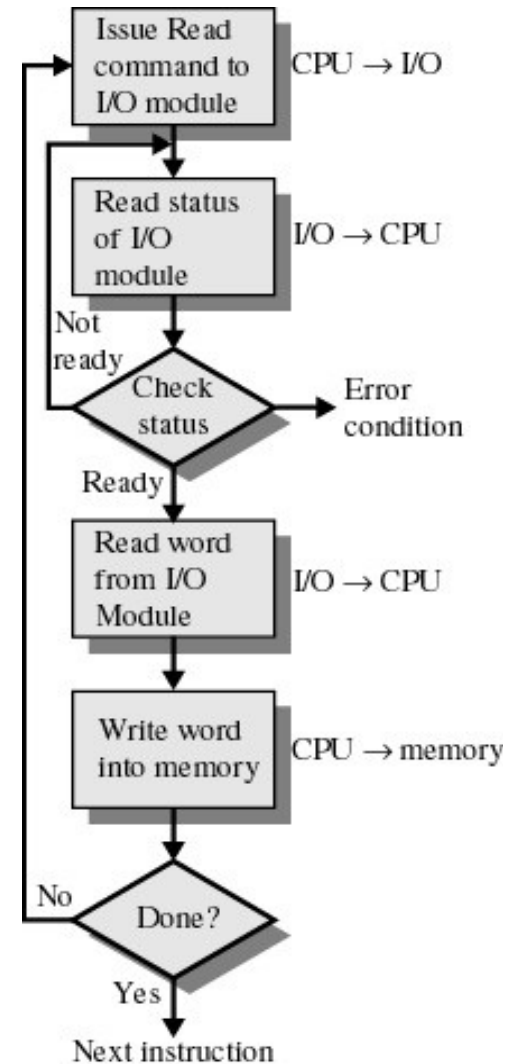 Issue Read
command to
I/O module
CPU → I/O
Read status
of I/O
module
I/O → CPU
Not
ready
Check
status
Error
condition
Ready
Read word
from I/O
Module
I/O → CPU
Write word
into memory
CPU → memory
No
Done?
Yes
Next instruction